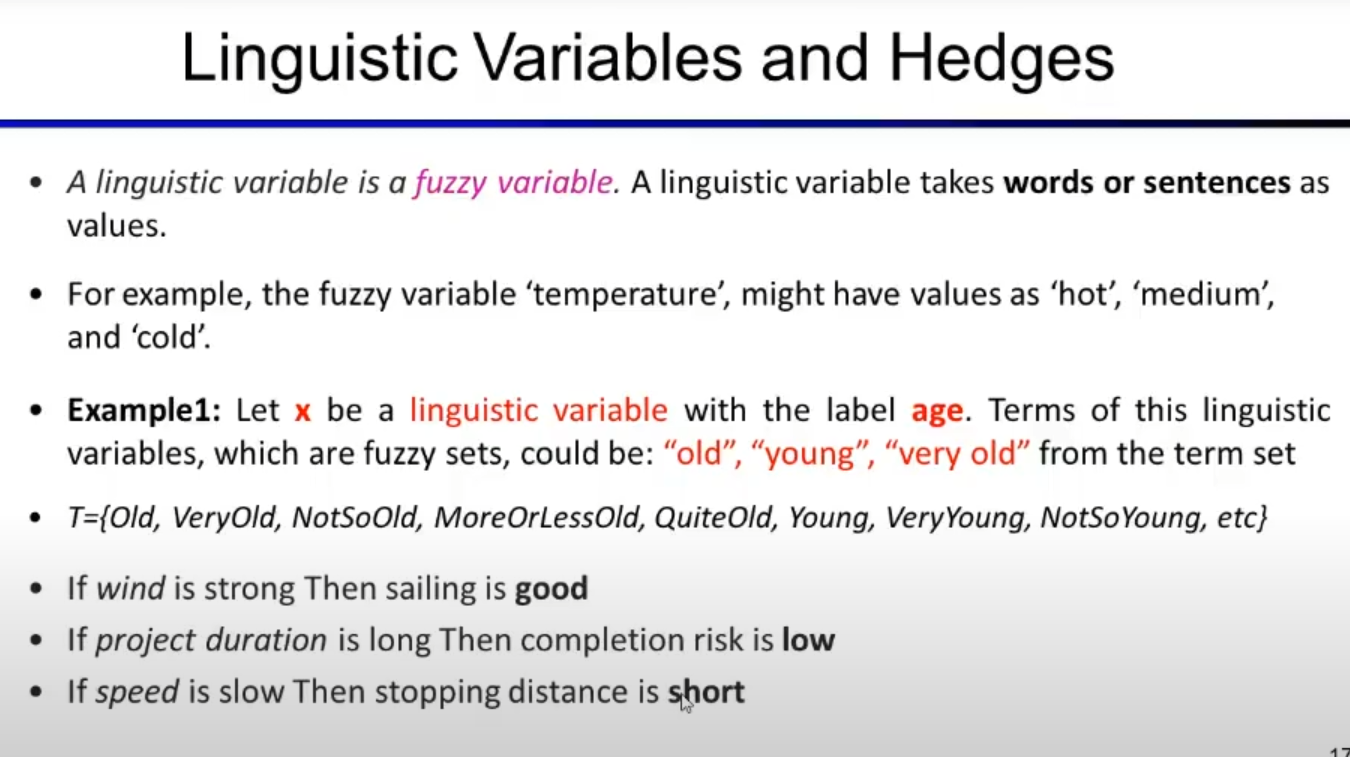 Linguistic Variables and Hedges
• A linguistic variable is a fuzzy variable. A linguistic variable takes words or sentences as
values.
• For example, the fuzzy variable ‘temperature’, might have values as ‘hot’, ‘medium’,
and ‘cold’.
• Example1: Let x be a linguistic variable with the label age. Terms of this linguistic
variables, which are fuzzy sets, could be: “old”, “young”, “very old” from the term set
• T={Old, VeryOld, NotSoOld, MoreOrLessOld, QuiteOld, Young, VeryYoung, NotSoYoung, etc}
• If wind is strong Then sailing is good
• If project duration is long Then completion risk is low
• If speed is slow Then stopping distance is short
17